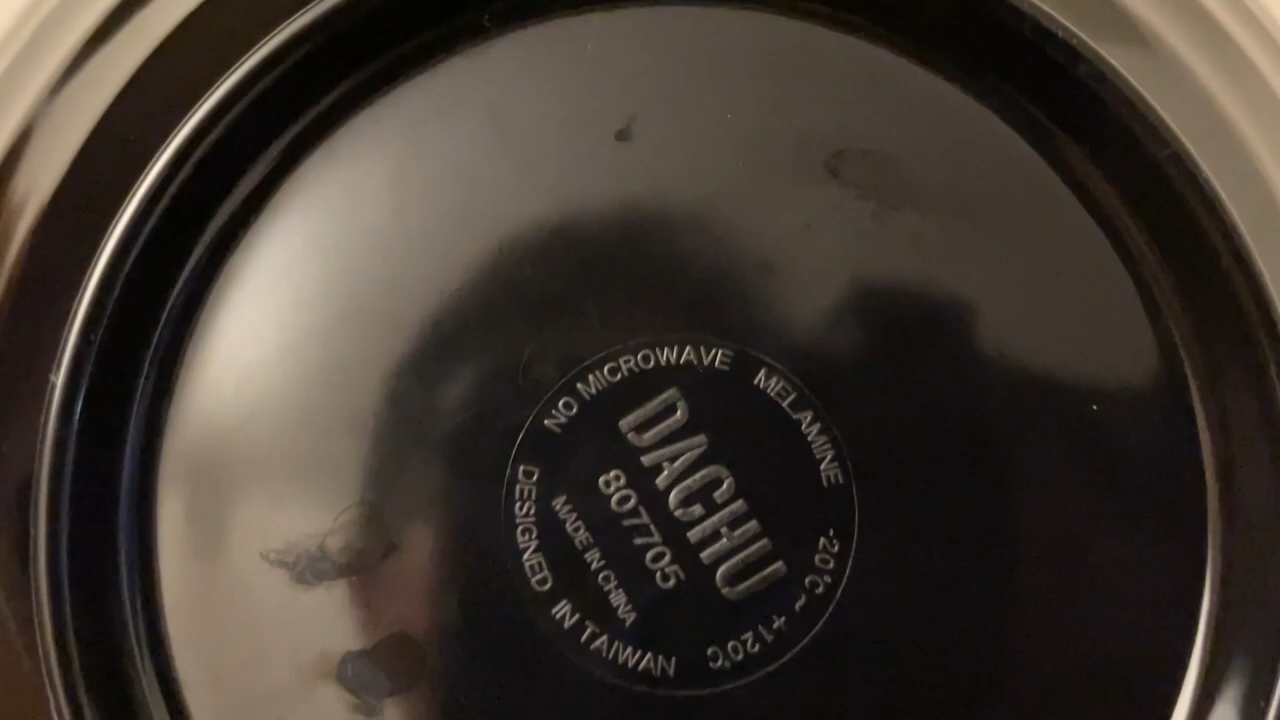 NO MICROWAVE
MELAMINE
-20℃~+120℃
DESIGNED IN TAIWAN
DACHU
807705
MADE IN CHINA